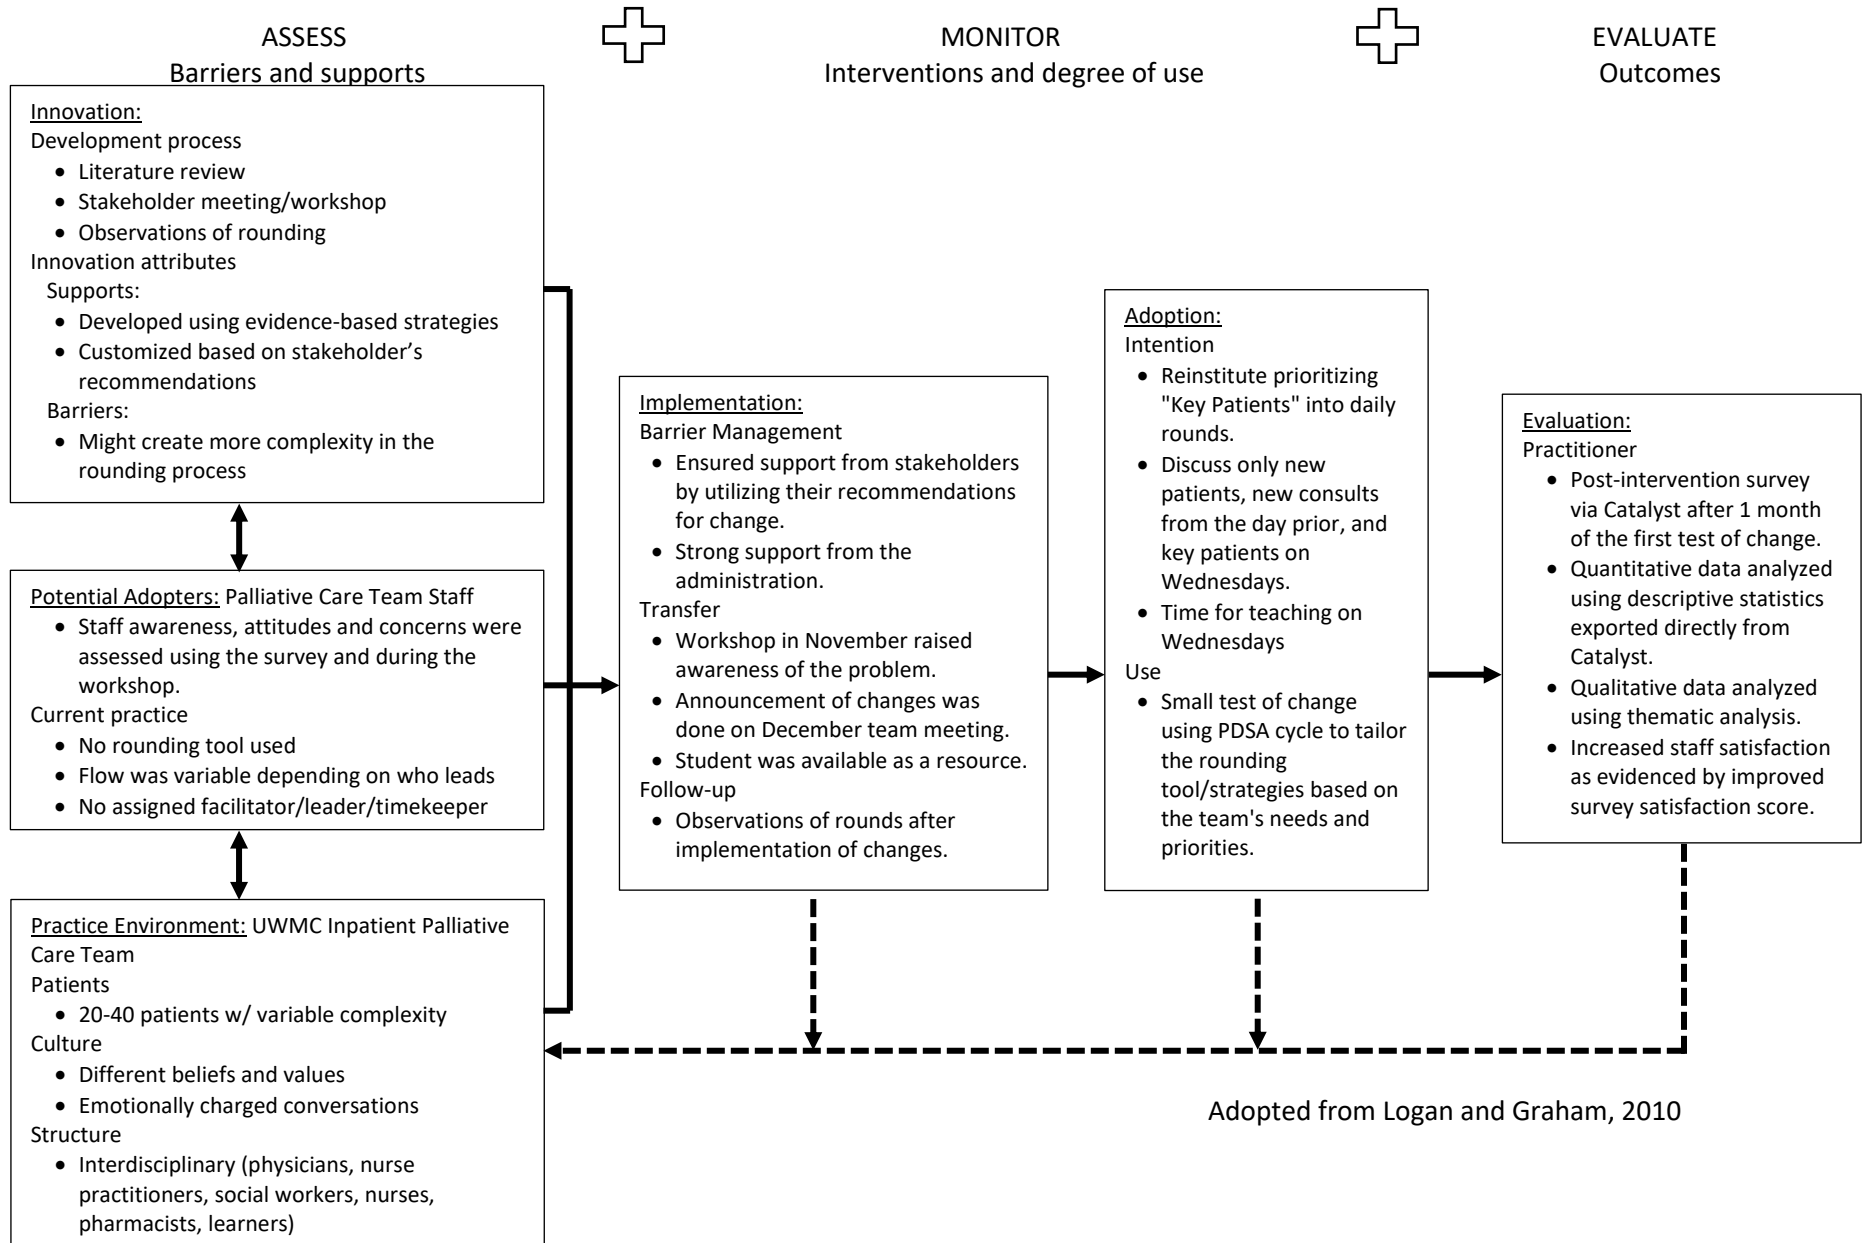 ASSESS
Barriers and supports
MONITOR
Interventions and degree of use
EVALUATE
Outcomes
Innovation:
Development process
• Literature review
• Stakeholder meeting/workshop
• Observations of rounding
Innovation attributes
Supports:
• Developed using evidence-based strategies
• Customized based on stakeholder’s
recommendations
Barriers:
• Might create more complexity in the
rounding process
Potential Adopters: Palliative Care Team Staff
• Staff awareness, attitudes and concerns were
assessed using the survey and during the
workshop.
Current practice
• No rounding tool used
• Flow was variable depending on who leads
• No assigned facilitator/leader/timekeeper
Practice Environment: UWMC Inpatient Palliative
Care Team
Patients
• 20-40 patients w/ variable complexity
Culture
• Different beliefs and values
• Emotionally charged conversations
Structure
• Interdisciplinary (physicians, nurse
practitioners, social workers, nurses,
pharmacists, learners)
Implementation:
Barrier Management
• Ensured support from stakeholders
by utilizing their recommendations
for change.
• Strong support from the
administration.
Transfer
• Workshop in November raised
awareness of the problem.
• Announcement of changes was
done on December team meeting.
• Student was available as a resource.
Follow-up
• Observations of rounds after
implementation of changes.
Adoption:
Intention
• Reinstitute prioritizing
"Key Patients" into daily
rounds.
• Discuss only new
patients, new consults
from the day prior, and
key patients on
Wednesdays.
• Time for teaching on
Wednesdays
Use
• Small test of change
using PDSA cycle to tailor
the rounding
tool/strategies based on
the team's needs and
priorities.
Evaluation:
Practitioner
• Post-intervention survey
via Catalyst after 1 month
of the first test of change.
• Quantitative data analyzed
using descriptive statistics
exported directly from
Catalyst.
• Qualitative data analyzed
using thematic analysis.
• Increased staff satisfaction
as evidenced by improved
survey satisfaction score.
Adopted from Logan and Graham, 2010